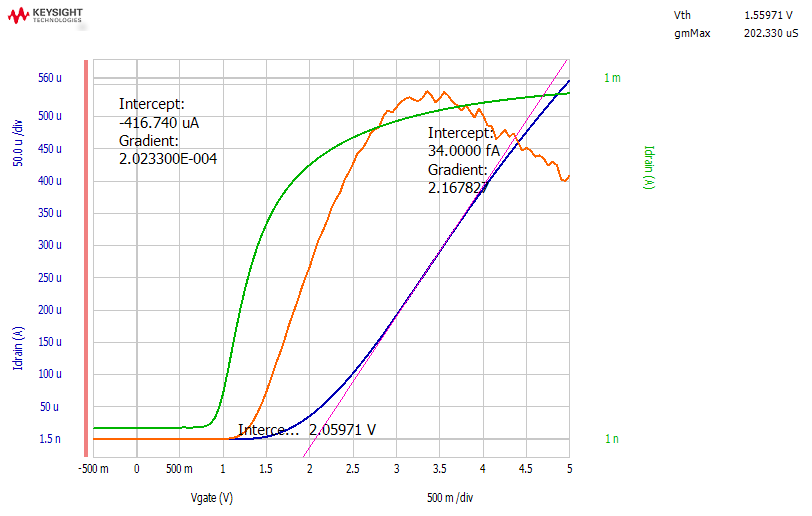 KEYSIGHT
TECHNOLOGIES
Vth 1.55971 V
gmMax 202.330 uS
560 u
500 u
450 u
400 u
350 u
300 u
250 u
200 u
150 u
100 u
50 u
1.5 n
50.0 u /div
Idrain (A)
Intercept:
-416.740 uA
Gradient:
2.023300E-004
Intercept:
34.0000 fA
Gradient:
2.16782
Interce... 2.05971 V
1 m
Idrain (A)
1 n
-500 m 0 500 m 1 1.5 2 2.5 3 3.5 4 4.5 5
Vgate (V) 500 m /div